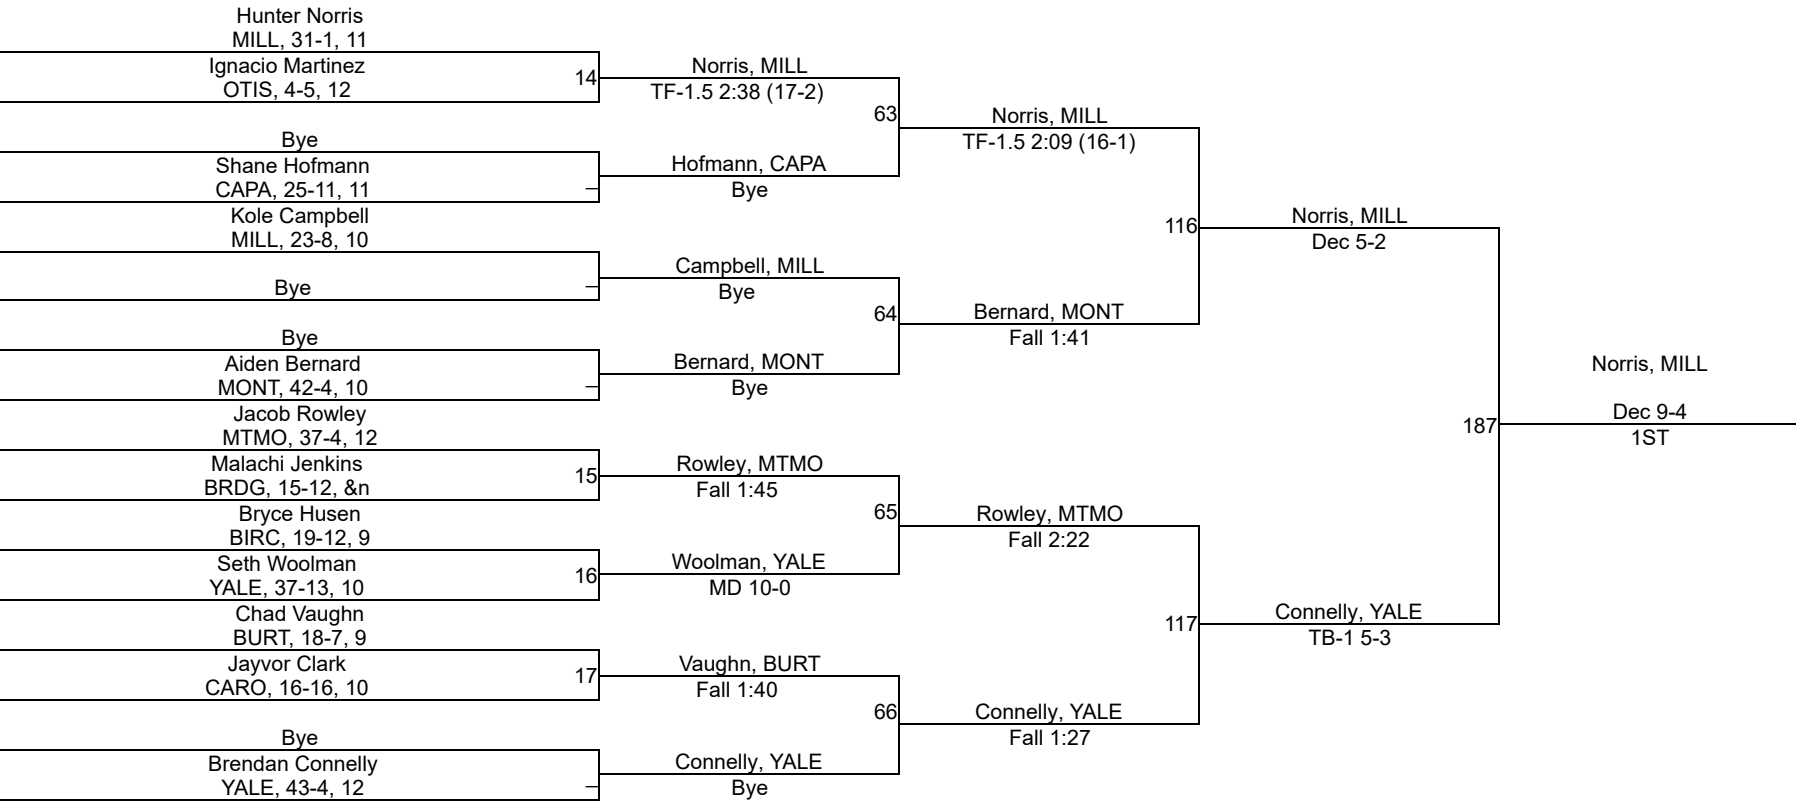 Hunter Norris
MILL, 31-1, 11
Ignacio Martinez
OTIS, 4-5, 12
14
Bye
Shane Hofmann
CAPA, 25-11, 11
–
Kole Campbell
MILL, 23-8, 10
Bye
–
Bye
Aiden Bernard
MONT, 42-4, 10
–
Jacob Rowley
MTMO, 37-4, 12
Malachi Jenkins
BRDG, 15-12, &n
15
Bryce Husen
BIRC, 19-12, 9
Seth Woolman
YALE, 37-13, 10
16
Chad Vaughn
BURT, 18-7, 9
Jayvor Clark
CARO, 16-16, 10
17
Bye
Brendan Connelly
YALE, 43-4, 12
–
Norris, MILL
TF-1.5 2:38 (17-2)
63
Hofmann, CAPA
Bye
Campbell, MILL
Bye
64
Bernard, MONT
Bye
Rowley, MTMO
Fall 1:45
65
Woolman, YALE
MD 10-0
Vaughn, BURT
Fall 1:40
66
Connelly, YALE
Bye
Norris, MILL
TF-1.5 2:09 (16-1)
116
Bernard, MONT
Fall 1:41
Rowley, MTMO
Fall 2:22
117
Connelly, YALE
Fall 1:27
Norris, MILL
Dec 5-2
187
Connelly, YALE
TB-1 5-3
Norris, MILL
Dec 9-4
1ST